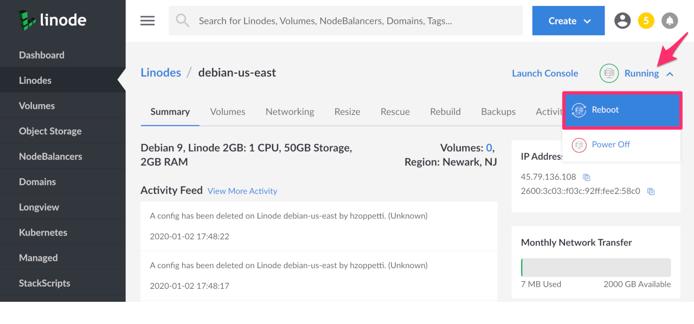 linode
Search for Linodes, Volumes, NodeBalancers, Domains, Tags...
Create
5
Dashboard
Linodes
Volumes
Object Storage
NodeBalancers
Domains
Longview
Kubernetes
Managed
StackScripts
Linodes / debian-us-east
Launch Console
Running
Reboot
Power Off
Summary Volumes Networking Resize Rescue Rebuild Backups Activi
Debian 9, Linode 2GB: 1 CPU, 50GB Storage,
2GB RAM
Volumes: 0,
Region: Newark, NJ
Activity Feed View More Activity
A config has been deleted on Linode debian-us-east by hzoppetti. (Unknown)
2020-01-02 17:48:22
A config has been deleted on Linode debian-us-east by hzoppetti. (Unknown)
2020-01-02 17:48:17
IP Addres
45.79.136.108
2600:3c03::f03c:92ff:fee2:58c0
Monthly Network Transfer
7 MB Used
2000 GB Available